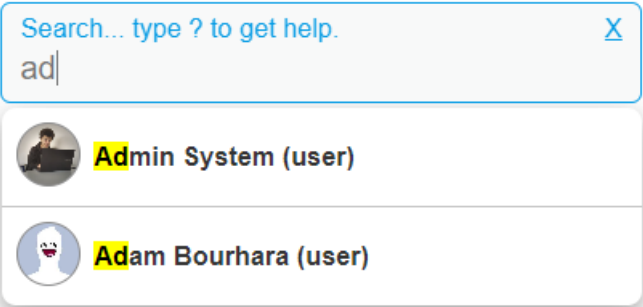 Search... type ? to get help.
X
ad
Admin System (user)
Adam Bourhara (user)